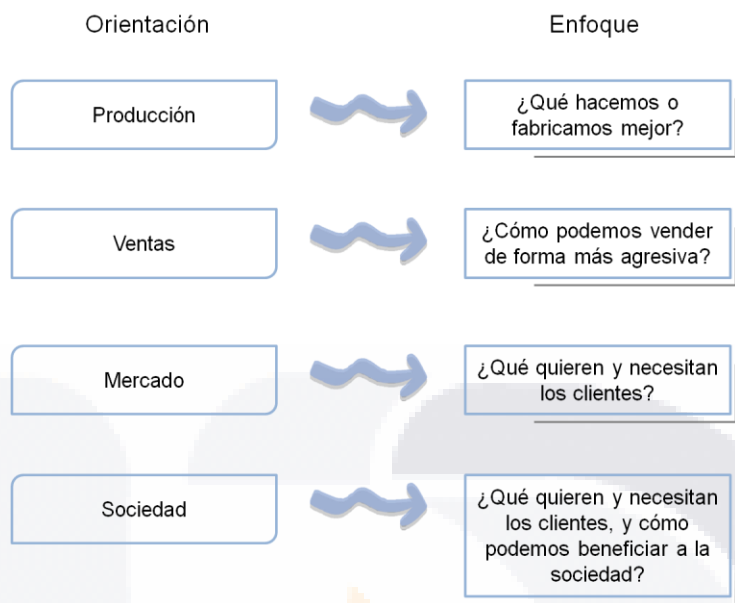 Orientación
Enfoque
Producción
¿Qué hacemos o
fabricamos mejor?
Ventas
¿Cómo podemos vender
de forma más agresiva?
Mercado
¿Qué quieren y necesitan
los clientes?
Sociedad
¿Qué quieren y necesitan
los clientes, y cómo
podemos beneficiar a la
sociedad?